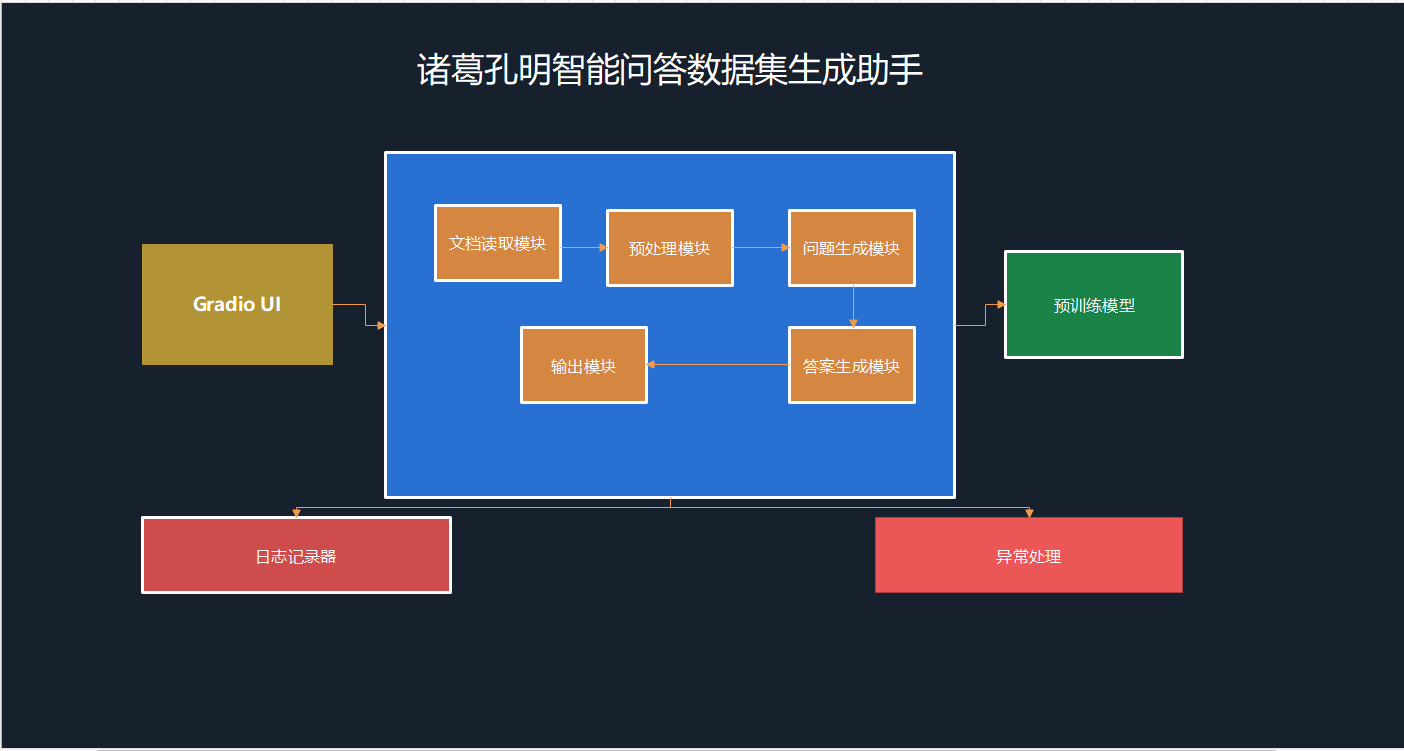 诸葛孔明智能问答数据集生成助手
文档读取模块
预处理模块
问题生成模块
Gradio UI
预训练模型
输出模块
答案生成模块
日志记录器
异常处理